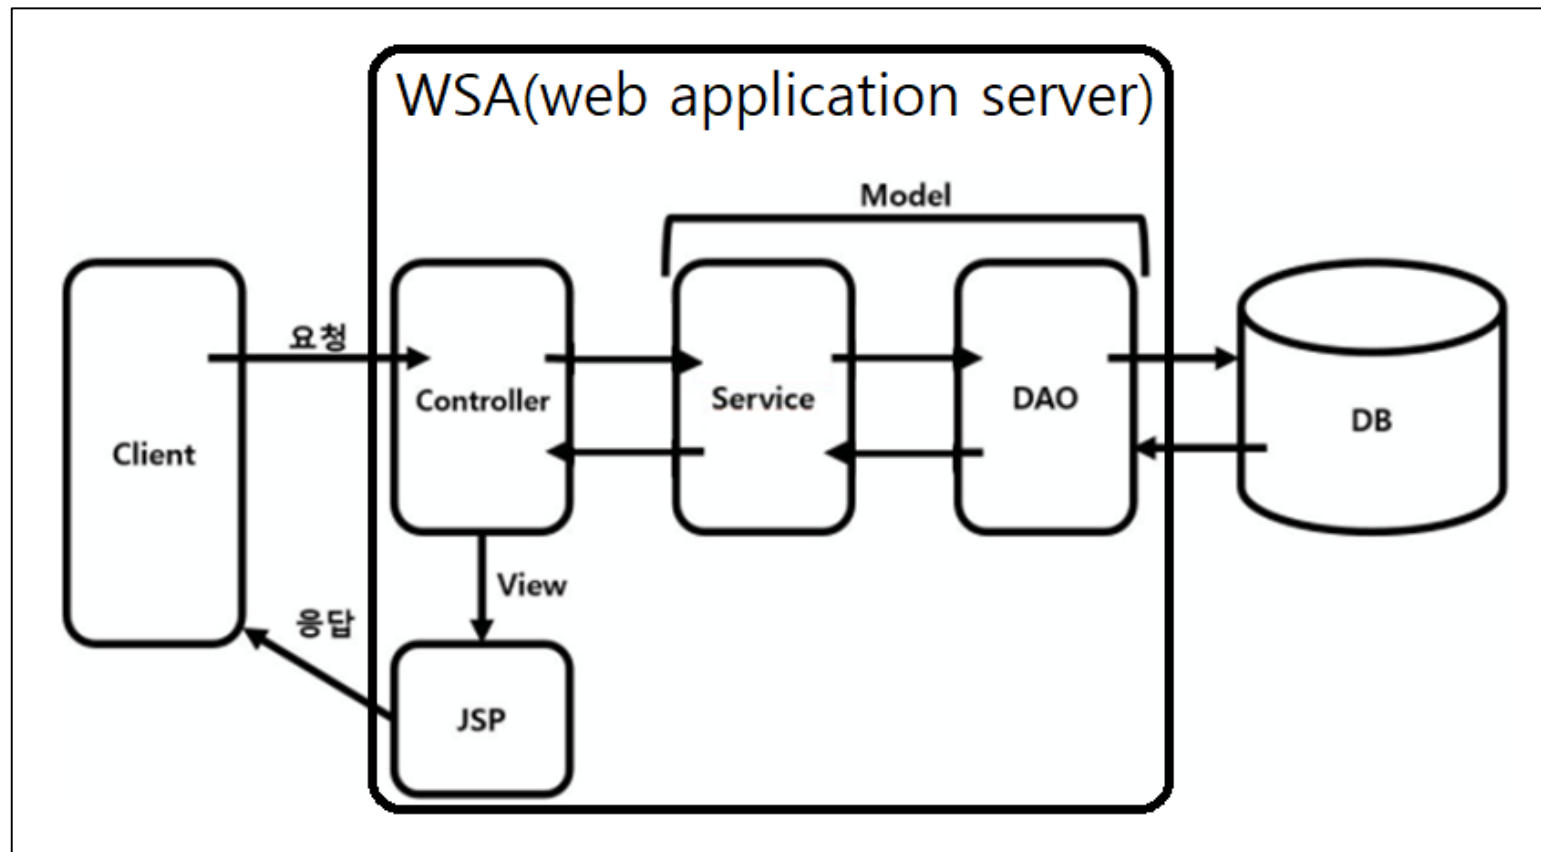 WSA(web application server)
Model
요청
Controller
Service
DAO
DB
Client
View
응답
JSP